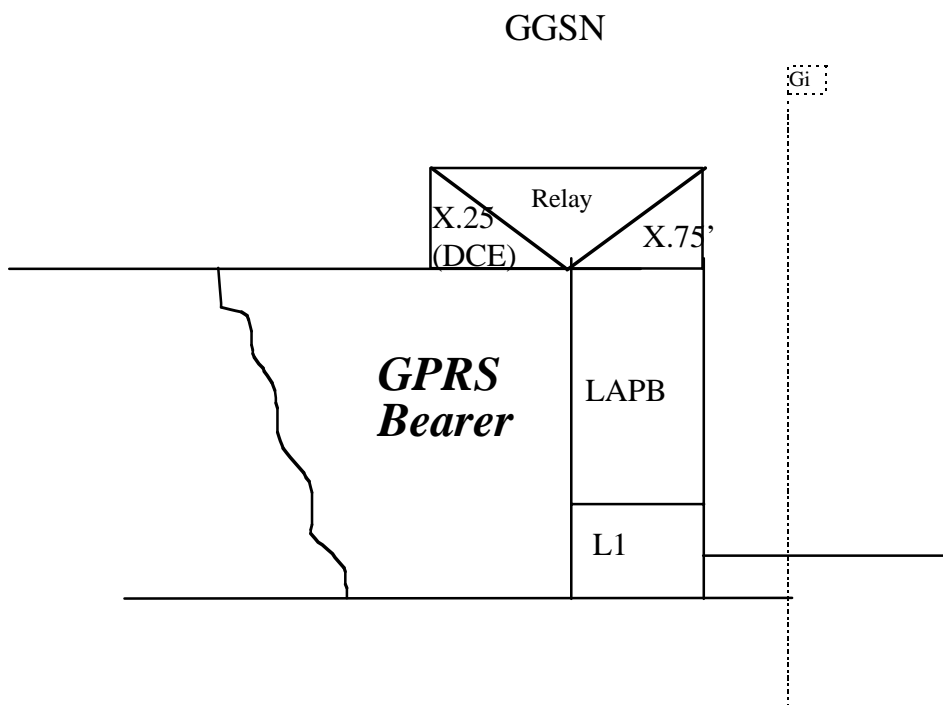 GGSN
Gi
Relay
X.25
(DCE)
X.75’
GPRS
Bearer
LAPB
L1